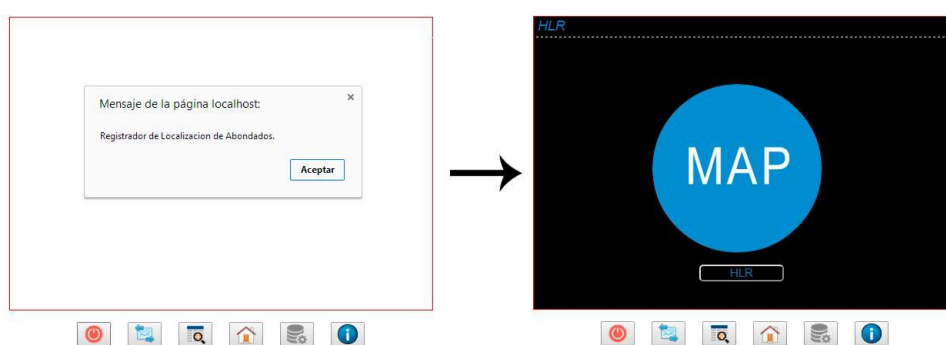 Mensaje de la página localhost:
×
Registrador de Localizacion de Abondados.
Aceptar
HLR
MAP
HLR